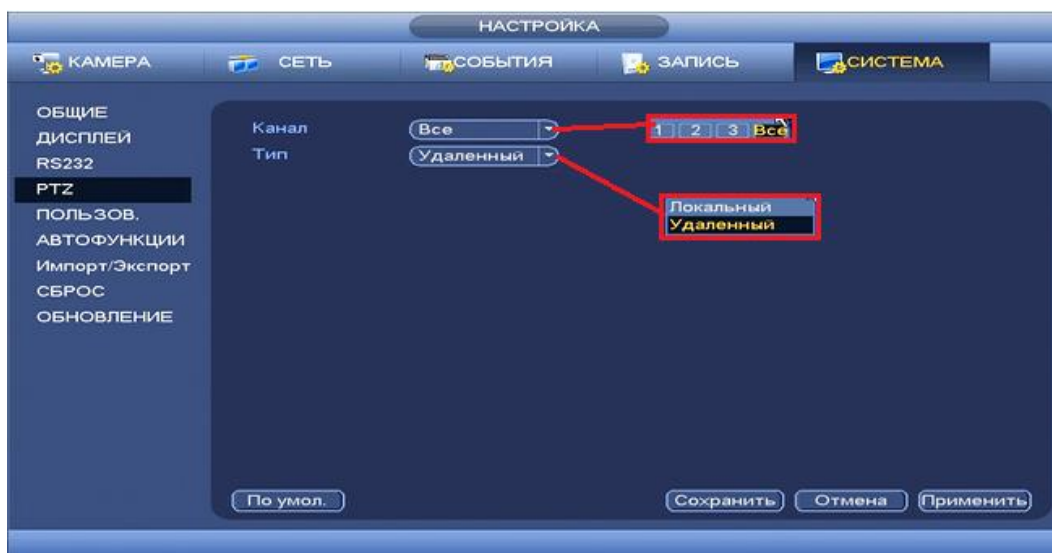 НАСТРОЙКА
КАМЕРА СЕТЬ СОБЫТИЯ ЗАПИСЬ СИСТЕМА
ОБЩИЕ
ДИСПЛЕЙ
RS232
PTZ
ПОЛЬЗОВ.
АВТОФУНКЦИИ
Импорт/Экспорт
СБРОС
ОБНОВЛЕНИЕ
Канал Все 1 2 3 Все
Тип Удаленный
Локальный
Удаленный
По умол. Сохранить Отмена Применить